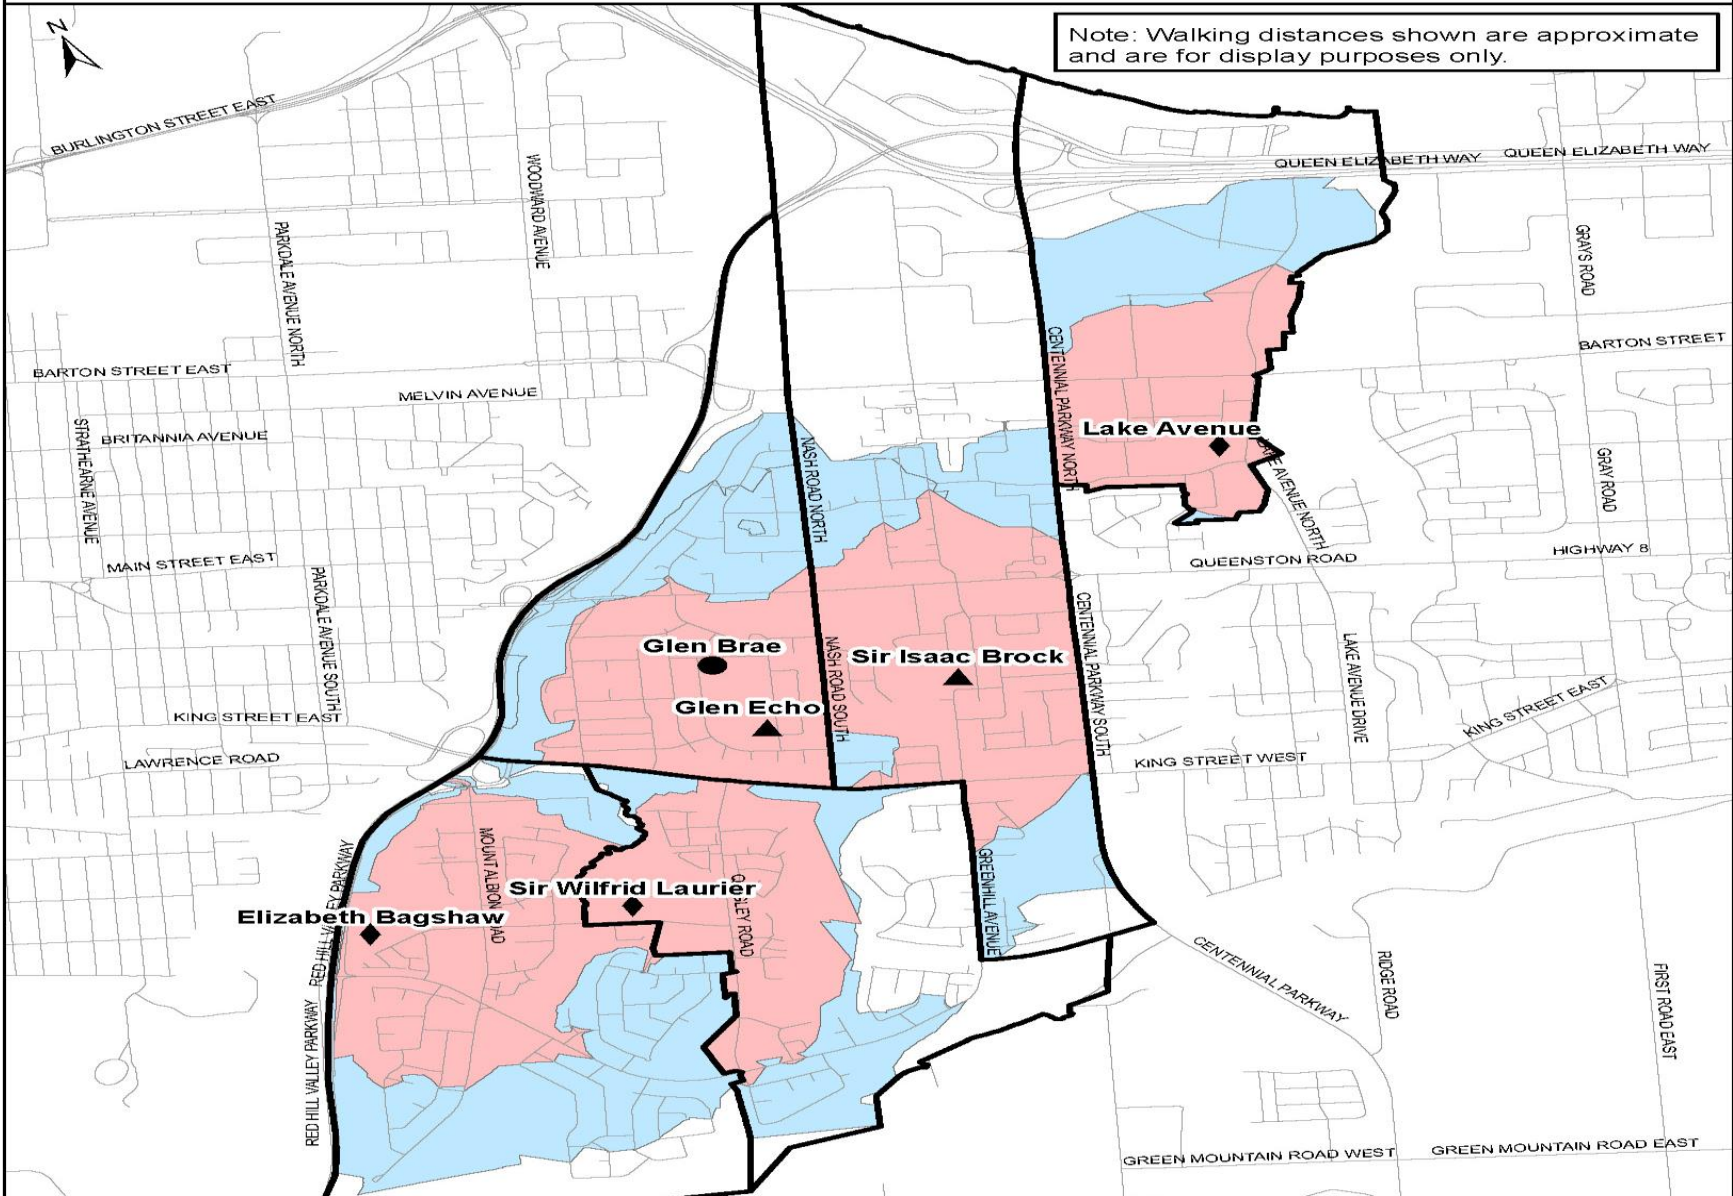 Note: Walking distances shown are approximate
and are for display purposes only.
N
BURLINGTON STREET EAST
QUEEN ELIZABETH WAY
QUEEN ELIZABETH WAY
WOODWARD AVENUE
PARKDALE AVENUE NORTH
GRAYS ROAD
BARTON STREET EAST
MELVIN AVENUE
CENTENNIAL PARKWAY NORTH
BARTON STREET
STRATHEARNE AVENUE
BRITANNIA AVENUE
NASH ROAD NORTH
Lake Avenue
LAKE AVENUE NORTH
GRAY ROAD
MAIN STREET EAST
PARKDALE AVENUE SOUTH
QUEENSTON ROAD
HIGHWAY 8
CENTENNIAL PARKWAY SOUTH
Glen Brae
Sir Isaac Brock
NASH ROAD SOUTH
LAKE AVENUE DRIVE
Glen Echo
KING STREET EAST
KING STREET EAST
LAWRENCE ROAD
KING STREET WEST
MOUNT ALBION ROAD
RED HILL VALLEY PARKWAY
GREENHILL AVENUE
Sir Wilfrid Laurier
Elizabeth Bagshaw
ROAD
CENTENNIAL PARKWAY
RIDGE ROAD
FIRST ROAD EAST
RED HILL VALLEY PARKWAY
GREEN MOUNTAIN ROAD WEST
GREEN MOUNTAIN ROAD EAST